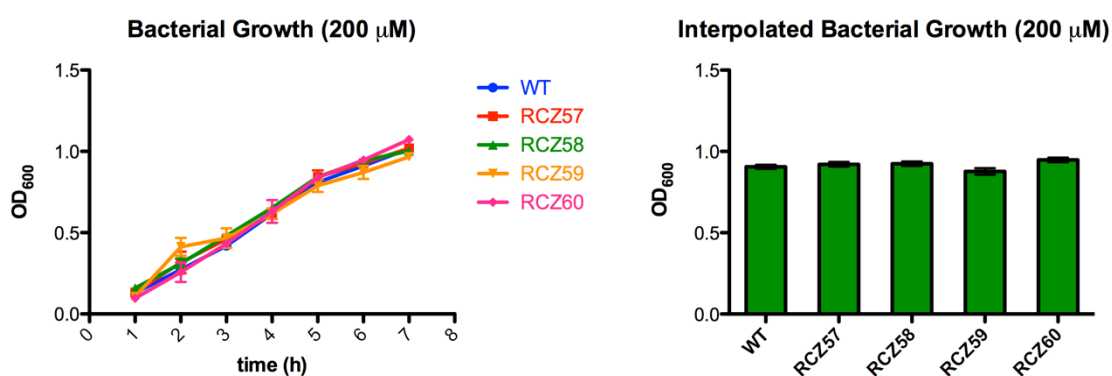 Bacterial Growth (200 μM)
OD600
1.5
1.0
0.5
0.0
0 1 2 3 4 5 6 7 8
time (h)
WT
RCZ57
RCZ58
RCZ59
RCZ60
Interpolated Bacterial Growth (200 μM)
OD600
1.5
1.0
0.5
0.0
WT RCZ57 RCZ58 RCZ59 RCZ60